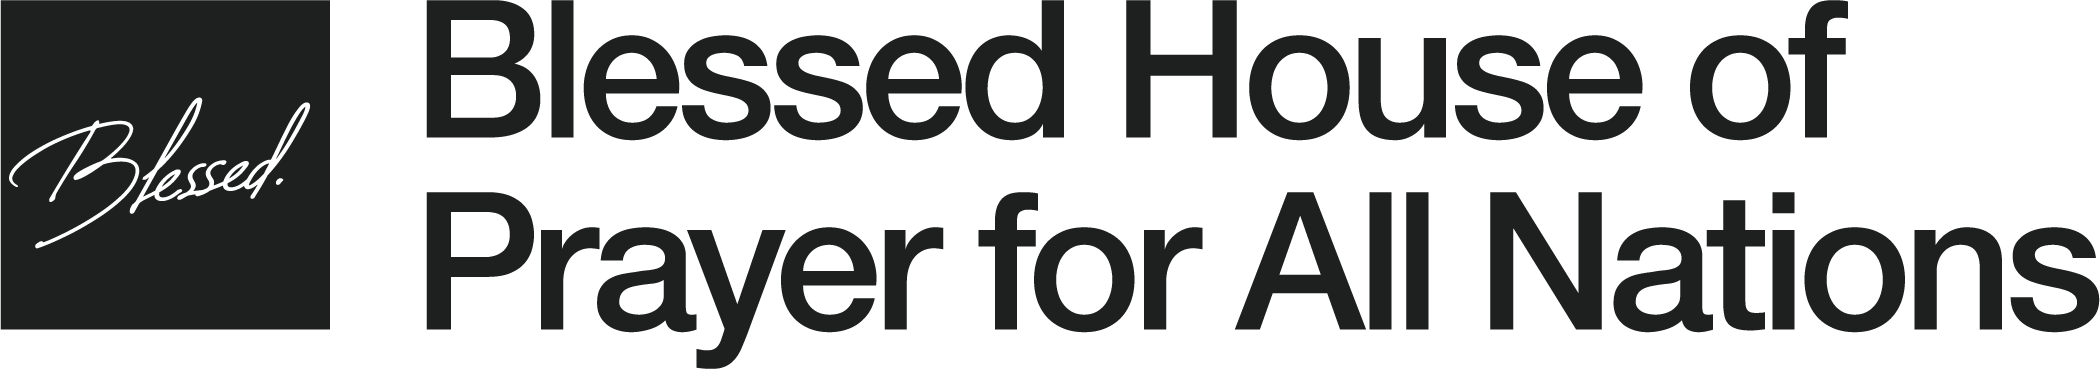 Blessed.
Blessed House of
Prayer for All Nations